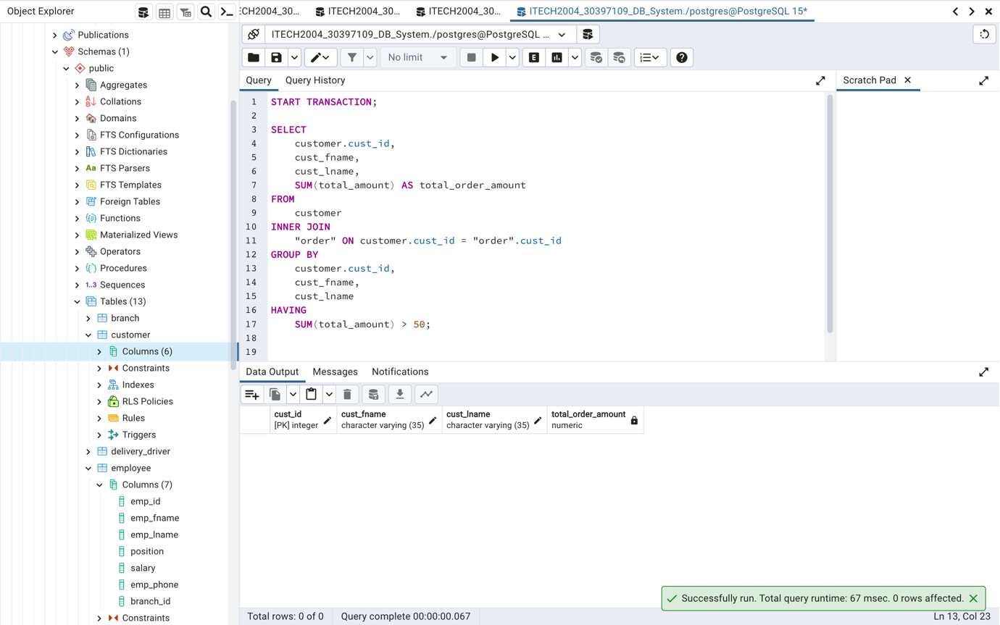 Object Explorer
ECH2004_30...
ITECH2004_30...
ITECH2004_30...
ITECH2004_30397109_DB_System./postgres@PostgreSQL 15*
ITECH2004_30397109_DB_System./postgres@PostgreSQL ...
No limit
E
Query
Query History
Scratch Pad
Publications
Schemas (1)
public
Aggregates
Collations
Domains
FTS Configurations
FTS Dictionaries
Aa FTS Parsers
FTS Templates
Foreign Tables
Functions
Materialized Views
Operators
Procedures
1..3 Sequences
Tables (13)
branch
customer
Columns (6)
Constraints
Indexes
RLS Policies
Rules
Triggers
delivery_driver
employee
Columns (7)
emp_id
emp_fname
emp_lname
position
salary
emp_phone
branch_id
Constraints
1 START TRANSACTION;
2
3 SELECT
4 customer.cust_id,
5 cust_fname,
6 cust_lname,
7 SUM(total_amount) AS total_order_amount
8 FROM
9 customer
10 INNER JOIN
11 "order" ON customer.cust_id = "order".cust_id
12 GROUP BY
13 customer.cust_id,
14 cust_fname,
15 cust_lname
16 HAVING
17 SUM(total_amount) > 50;
18
19
Data Output
Messages
Notifications
cust_id
[PK] integer
cust_fname
character varying (35)
cust_lname
character varying (35)
total_order_amount
numeric
Successfully run. Total query runtime: 67 msec. 0 rows affected.
Total rows: 0 of 0
Query complete 00:00:00.067
Ln 13, Col 23